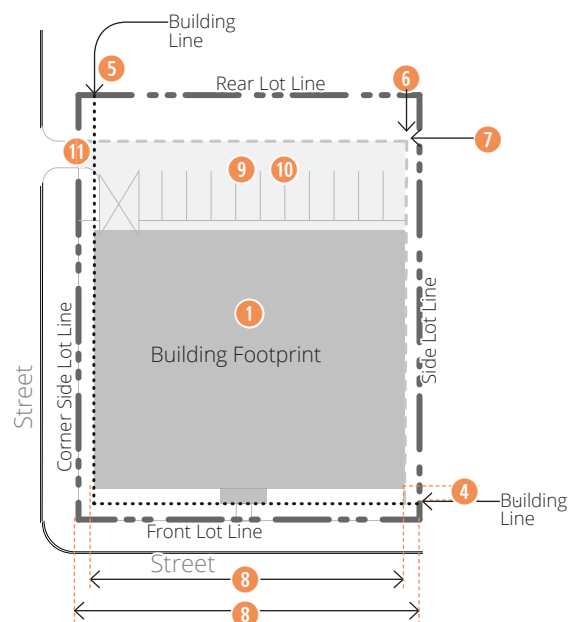 Building
Line
5
Rear Lot Line
6
7
11
9
10
1
Building Footprint
Street
Corner Side Lot Line
Side Lot Line
4
Building
Line
Front Lot Line
Street
8
8